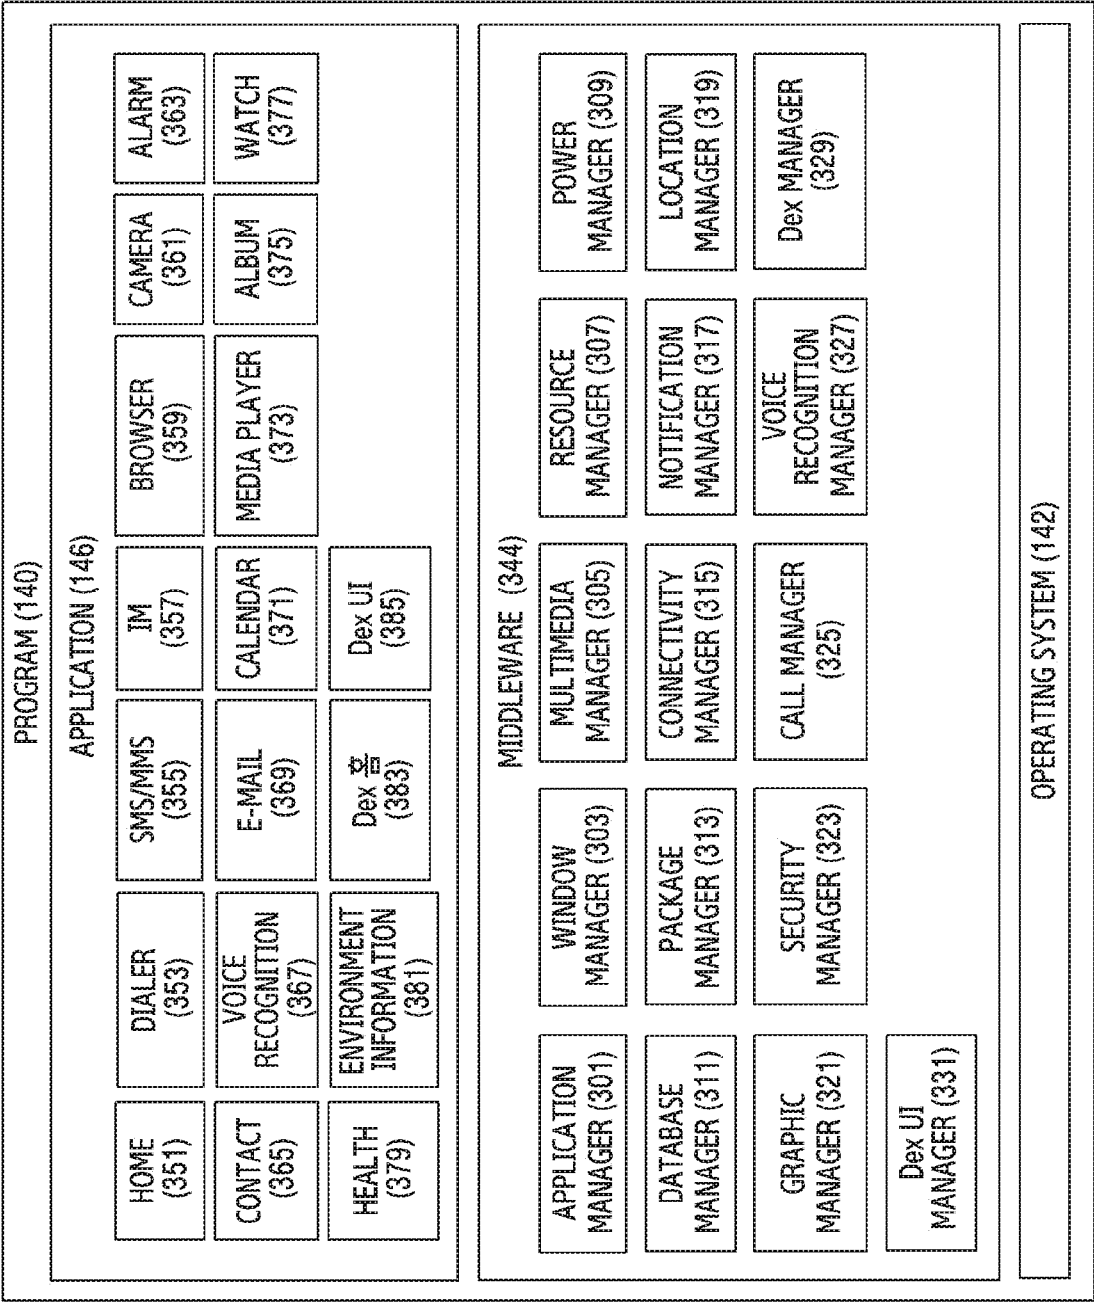 PROGRAM (140)
APPLICATION (146)
HOME
(351)
DIALER
(353)
SMS/MMS
(355)
IM
(357)
BROWSER
(359)
CAMERA
(361)
ALARM
(363)
CONTACT
(365)
VOICE
RECOGNITION
(367)
E-MAIL
(369)
CALENDAR
(371)
MEDIA PLAYER
(373)
ALBUM
(375)
WATCH
(377)
HEALTH
(379)
ENVIRONMENT
INFORMATION
(381)
Dex 홈
(383)
Dex UI
(385)
MIDDLEWARE (344)
APPLICATION
MANAGER (301)
WINDOW
MANAGER (303)
MULTIMEDIA
MANAGER (305)
RESOURCE
MANAGER (307)
POWER
MANAGER (309)
DATABASE
MANAGER (311)
PACKAGE
MANAGER (313)
CONNECTIVITY
MANAGER (315)
NOTIFICATION
MANAGER (317)
LOCATION
MANAGER (319)
GRAPHIC
MANAGER (321)
SECURITY
MANAGER (323)
CALL MANAGER
(325)
VOICE
RECOGNITION
MANAGER (327)
Dex MANAGER
(329)
Dex UI
MANAGER (331)
OPERATING SYSTEM (142)